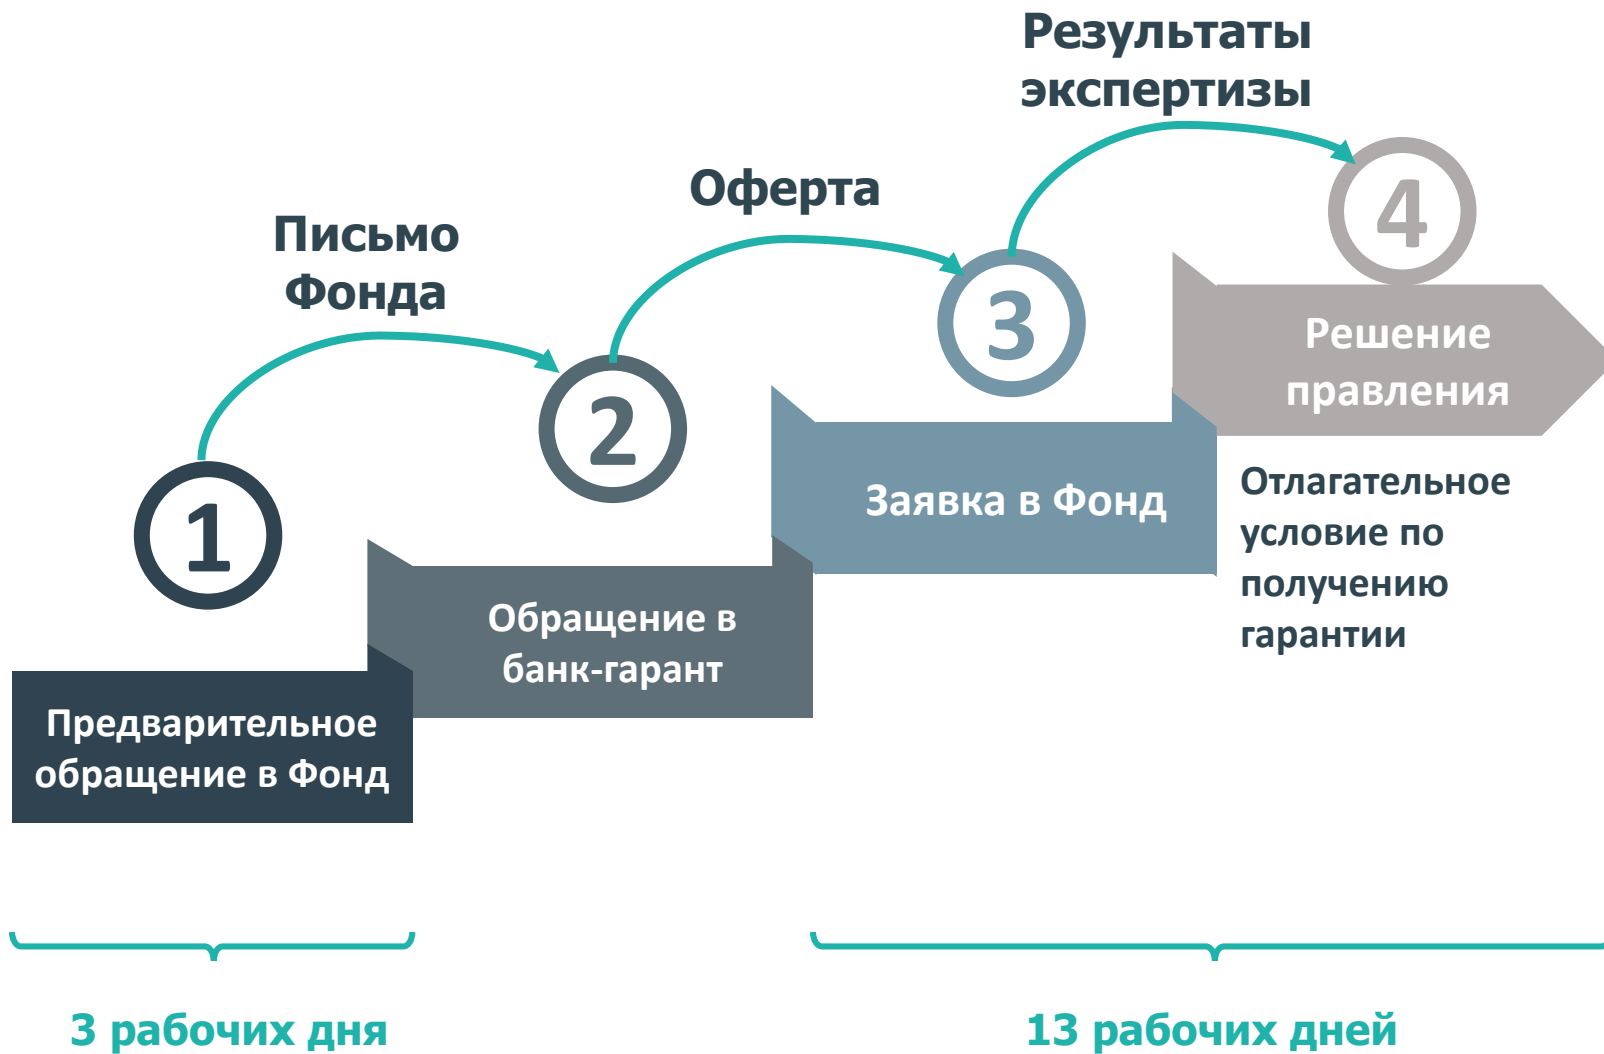 Результаты
экспертизы
Оферта
Письмо
Фонда
1
2
3
4
Предварительное
обращение в Фонд
Обращение в
банк-гарант
Заявка в Фонд
Решение
правления
Отлагательное
условие по
получению
гарантии
3 рабочих дня
13 рабочих дней